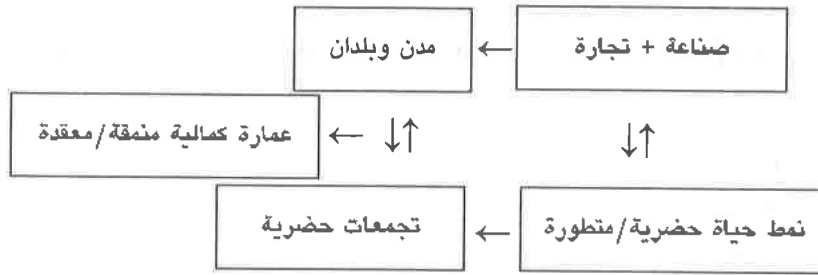 صناعة + تجارة ← مدن وبلدان
↓↑ ↓↑ ← عمارة كمالية منمقة/معقدة
نمط حياة حضرية/متطورة ← تجمعات حضرية